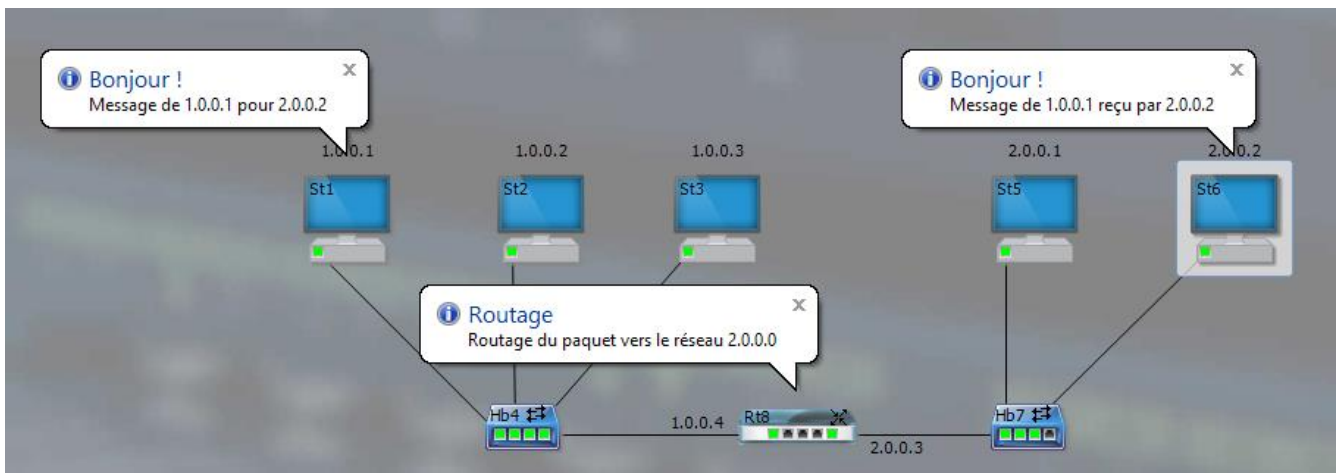 Bonjour !
Message de 1.0.0.1 pour 2.0.0.2
Bonjour !
Message de 1.0.0.1 reçu par 2.0.0.2
1.0.0.1
1.0.0.2
1.0.0.3
2.0.0.1
2.0.0.2
St1
St2
St3
St5
St6
Routage
Routage du paquet vers le réseau 2.0.0.0
Hb4
1.0.0.4
Rt8
2.0.0.3
Hb7